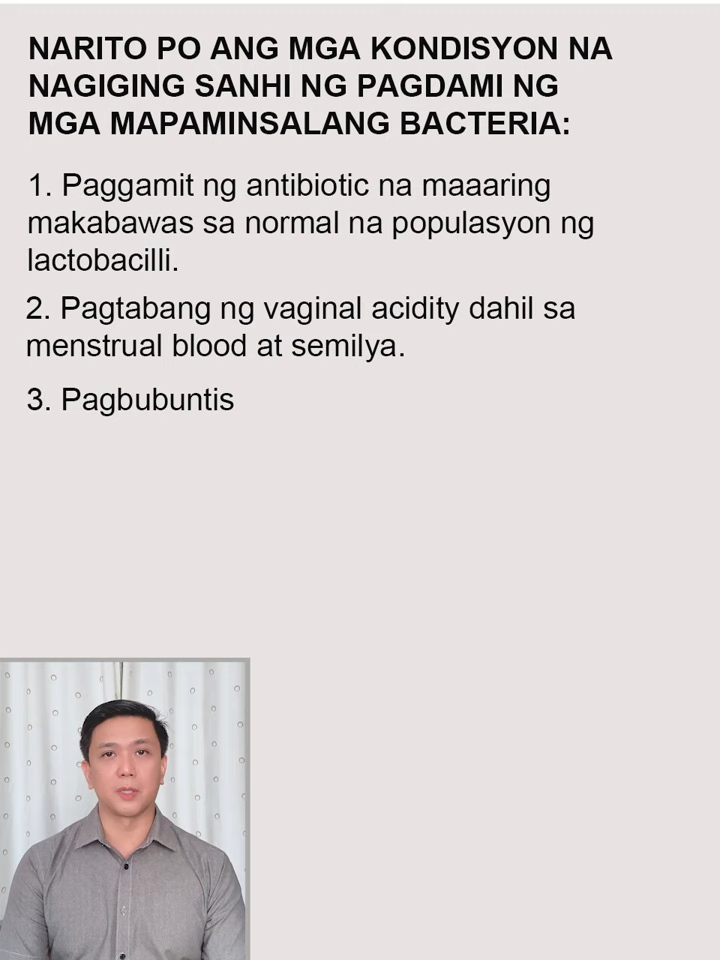 NARITO PO ANG MGA KONDISYON NA
NAGIGING SANHI NG PAGDAMI NG
MGA MAPAMINSALANG BACTERIA:
1. Paggamit ng antibiotic na maaaring
makabawas sa normal na populasyon ng
lactobacilli.
2. Pagtabang ng vaginal acidity dahil sa
menstrual blood at semilya.
3. Pagbubuntis